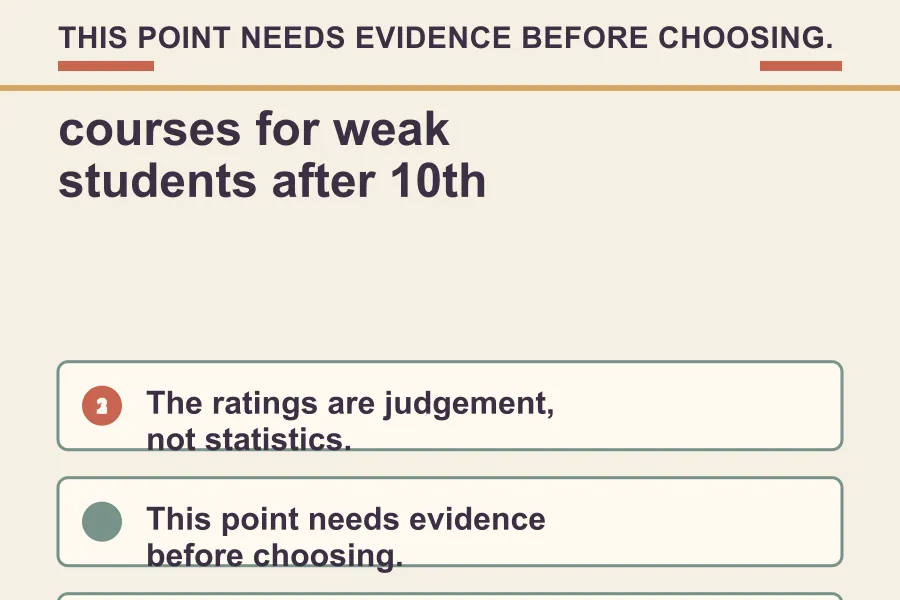 THIS POINT NEEDS EVIDENCE BEFORE CHOOSING.
courses for weak
students after 10th
The ratings are judgement,
not statistics.
This point needs evidence
before choosing.